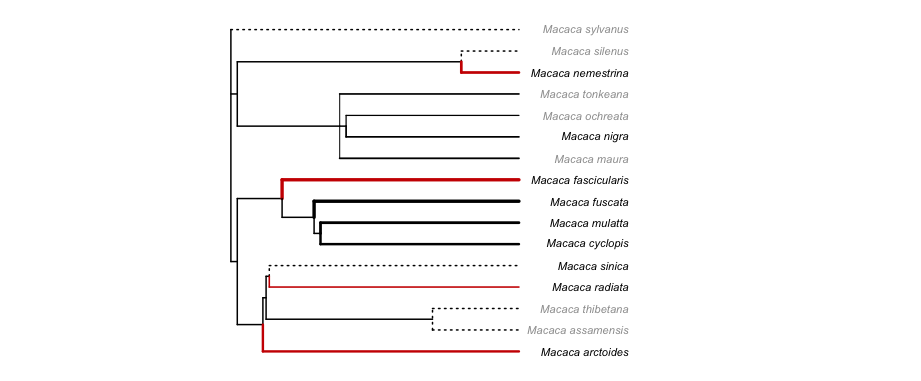 Macaca sylvanus
Macaca silenus
Macaca nemestrina
Macaca tonkeana
Macaca ochreata
Macaca nigra
Macaca maura
Macaca fascicularis
Macaca fuscata
Macaca mulatta
Macaca cyclopis
Macaca sinica
Macaca radiata
Macaca thibetana
Macaca assamensis
Macaca arctoides